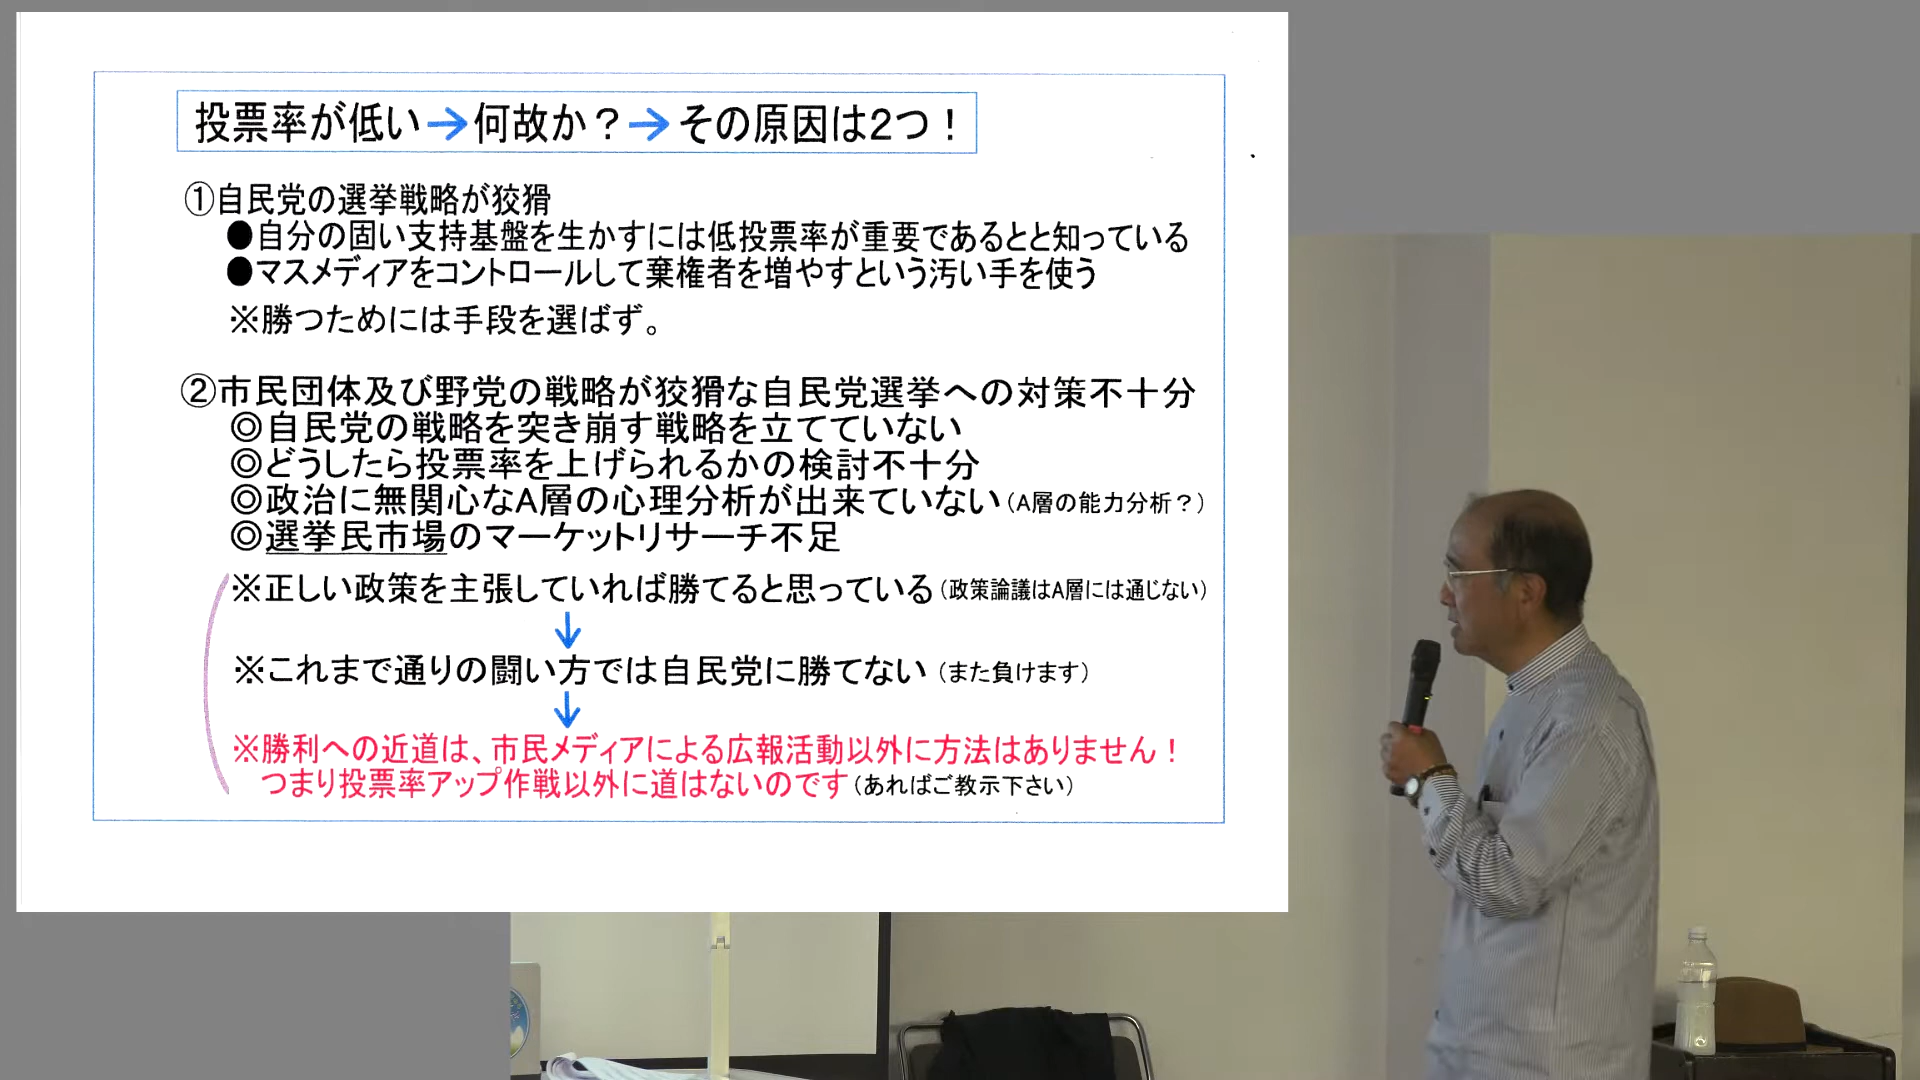 投票率が低い→何故か？→その原因は2つ！
①自民党の選挙戦略が狡猾
●自分の固い支持基盤を生かすには低投票率が重要であるとと知っている
●マスメディアをコントロールして棄権者を増やすという汚い手を使う
※勝つためには手段を選ばず。
②市民団体及び野党の戦略が狡猾な自民党選挙への対策不十分
◎自民党の戦略を突き崩す戦略を立てていない
◎どうしたら投票率を上げられるかの検討不十分
◎政治に無関心なA層の心理分析が出来ていない（A層の能力分析？）
◎選挙民市場のマーケットリサーチ不足
※正しい政策を主張していれば勝てると思っている（政策論議はA層には通じない）
↓
※これまで通りの闘い方では自民党に勝てない（また負けます）
↓
※勝利への近道は、市民メディアによる広報活動以外に方法はありません！
つまり投票率アップ作戦以外に道はないのです（あればご教示下さい）